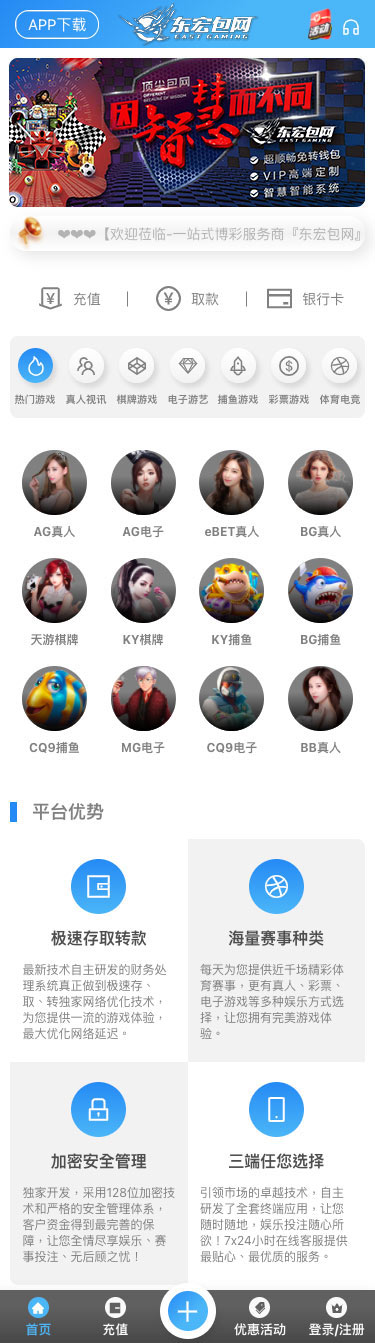 APP下载
东宏包网
EAST GAMING
活动
顶尖包网
DIFFERENT
BECAUSE OF WISDOM
因智慧而不同
东宏包网
EAST GAMING
超顺畅免转钱包
VIP高端定制
智慧智能系统
❤❤❤【欢迎莅临-一站式博彩服务商『东宏包网』
充值
取款
银行卡
热门游戏 真人视讯 棋牌游戏 电子游艺 捕鱼游戏 彩票游戏 体育电竞
AG真人 AG电子 eBET真人 BG真人
天游棋牌 KY棋牌 KY捕鱼 BG捕鱼
CQ9捕鱼 MG电子 CQ9电子 BB真人
平台优势
极速存取转款
最新技术自主研发的财务处
理系统真正做到极速存、
取、转独家网络优化技术，
为您提供一流的游戏体验，
最大优化网络延迟。
海量赛事种类
每天为您提供近千场精彩体
育赛事，更有真人、彩票、
电子游戏等多种娱乐方式选
择，让您拥有完美游戏体
验。
加密安全管理
独家开发，采用128位加密技
术和严格的安全管理体系，
客户资金得到最完善的保
障，让您全情尽享娱乐、赛
事投注、无后顾之忧！
三端任您选择
引领市场的卓越技术，自主
研发了全套终端应用，让您
随时随地，娱乐投注随心所
欲！7x24小时在线客服提供
最贴心、最优质的服务。
首页 充值 优惠活动 登录/注册